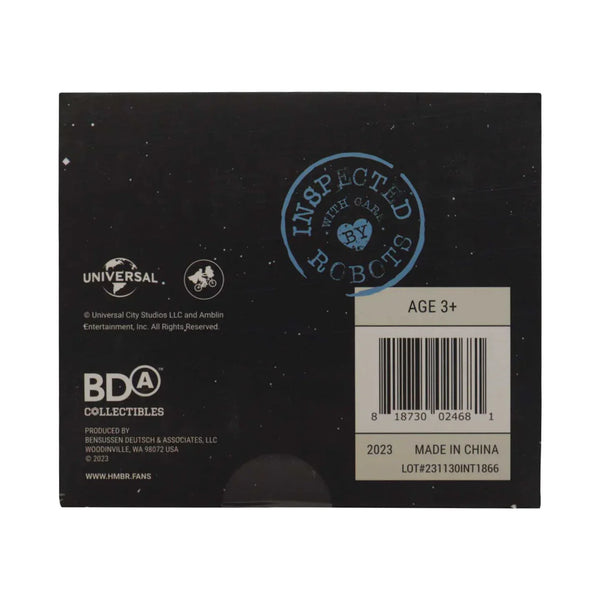 INSPECTED
WITH CARE
BY
ROBOTS
UNIVERSAL
© Universal City Studios LLC and Amblin
Entertainment, Inc. All Rights Reserved.
BDA™
COLLECTIBLES
PRODUCED BY
BENSUSSEN DEUTSCH & ASSOCIATES, LLC
WOODINVILLE, WA 98072 USA
© 2023
WWW.HMBR.FANS
AGE 3+
8 18730 02468 1
2023 MADE IN CHINA
LOT#231130INT1866